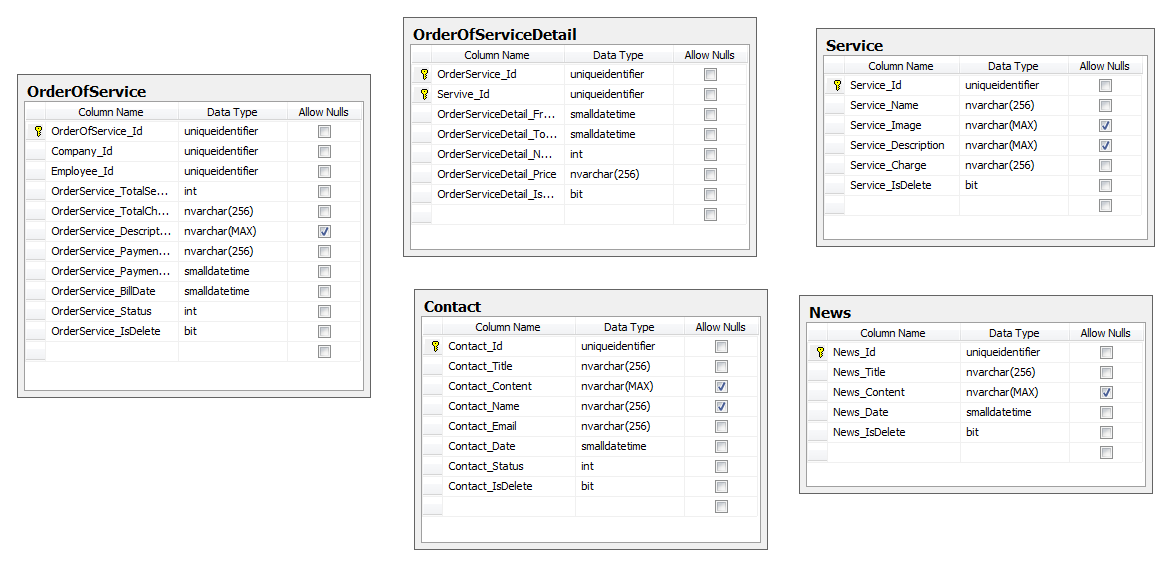 OrderOfService
Column Name Data Type Allow Nulls
OrderOfService_Id uniqueidentifier
Company_Id uniqueidentifier
Employee_Id uniqueidentifier
OrderService_TotalSe... int
OrderService_TotalCh... nvarchar(256)
OrderService_Descript... nvarchar(MAX)
OrderService_Paymen... nvarchar(256)
OrderService_Paymen... smalldatetime
OrderService_BillDate smalldatetime
OrderService_Status int
OrderService_IsDelete bit
OrderOfServiceDetail
Column Name Data Type Allow Nulls
OrderService_Id uniqueidentifier
Servive_Id uniqueidentifier
OrderServiceDetail_Fr... smalldatetime
OrderServiceDetail_To... smalldatetime
OrderServiceDetail_N... int
OrderServiceDetail_Price nvarchar(256)
OrderServiceDetail_Is... bit
Service
Column Name Data Type Allow Nulls
Service_Id uniqueidentifier
Service_Name nvarchar(256)
Service_Image nvarchar(MAX)
Service_Description nvarchar(MAX)
Service_Charge nvarchar(256)
Service_IsDelete bit
Contact
Column Name Data Type Allow Nulls
Contact_Id uniqueidentifier
Contact_Title nvarchar(256)
Contact_Content nvarchar(MAX)
Contact_Name nvarchar(256)
Contact_Email nvarchar(256)
Contact_Date smalldatetime
Contact_Status int
Contact_IsDelete bit
News
Column Name Data Type Allow Nulls
News_Id uniqueidentifier
News_Title nvarchar(256)
News_Content nvarchar(MAX)
News_Date smalldatetime
News_IsDelete bit